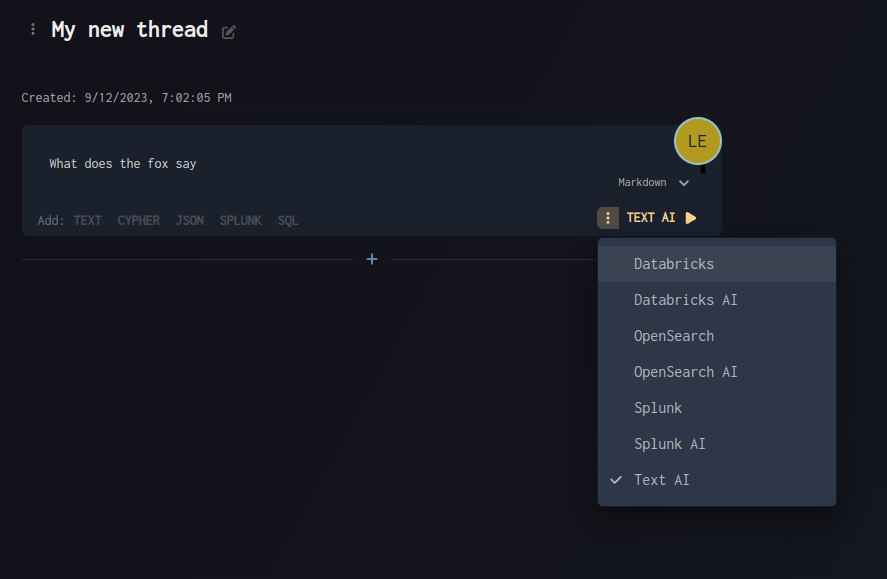 My new thread
Created: 9/12/2023, 7:02:05 PM
LE
What does the fox say
Markdown
Add: TEXT CYPHER JSON SPLUNK SQL
TEXT AI
Databricks
Databricks AI
OpenSearch
OpenSearch AI
Splunk
Splunk AI
Text AI